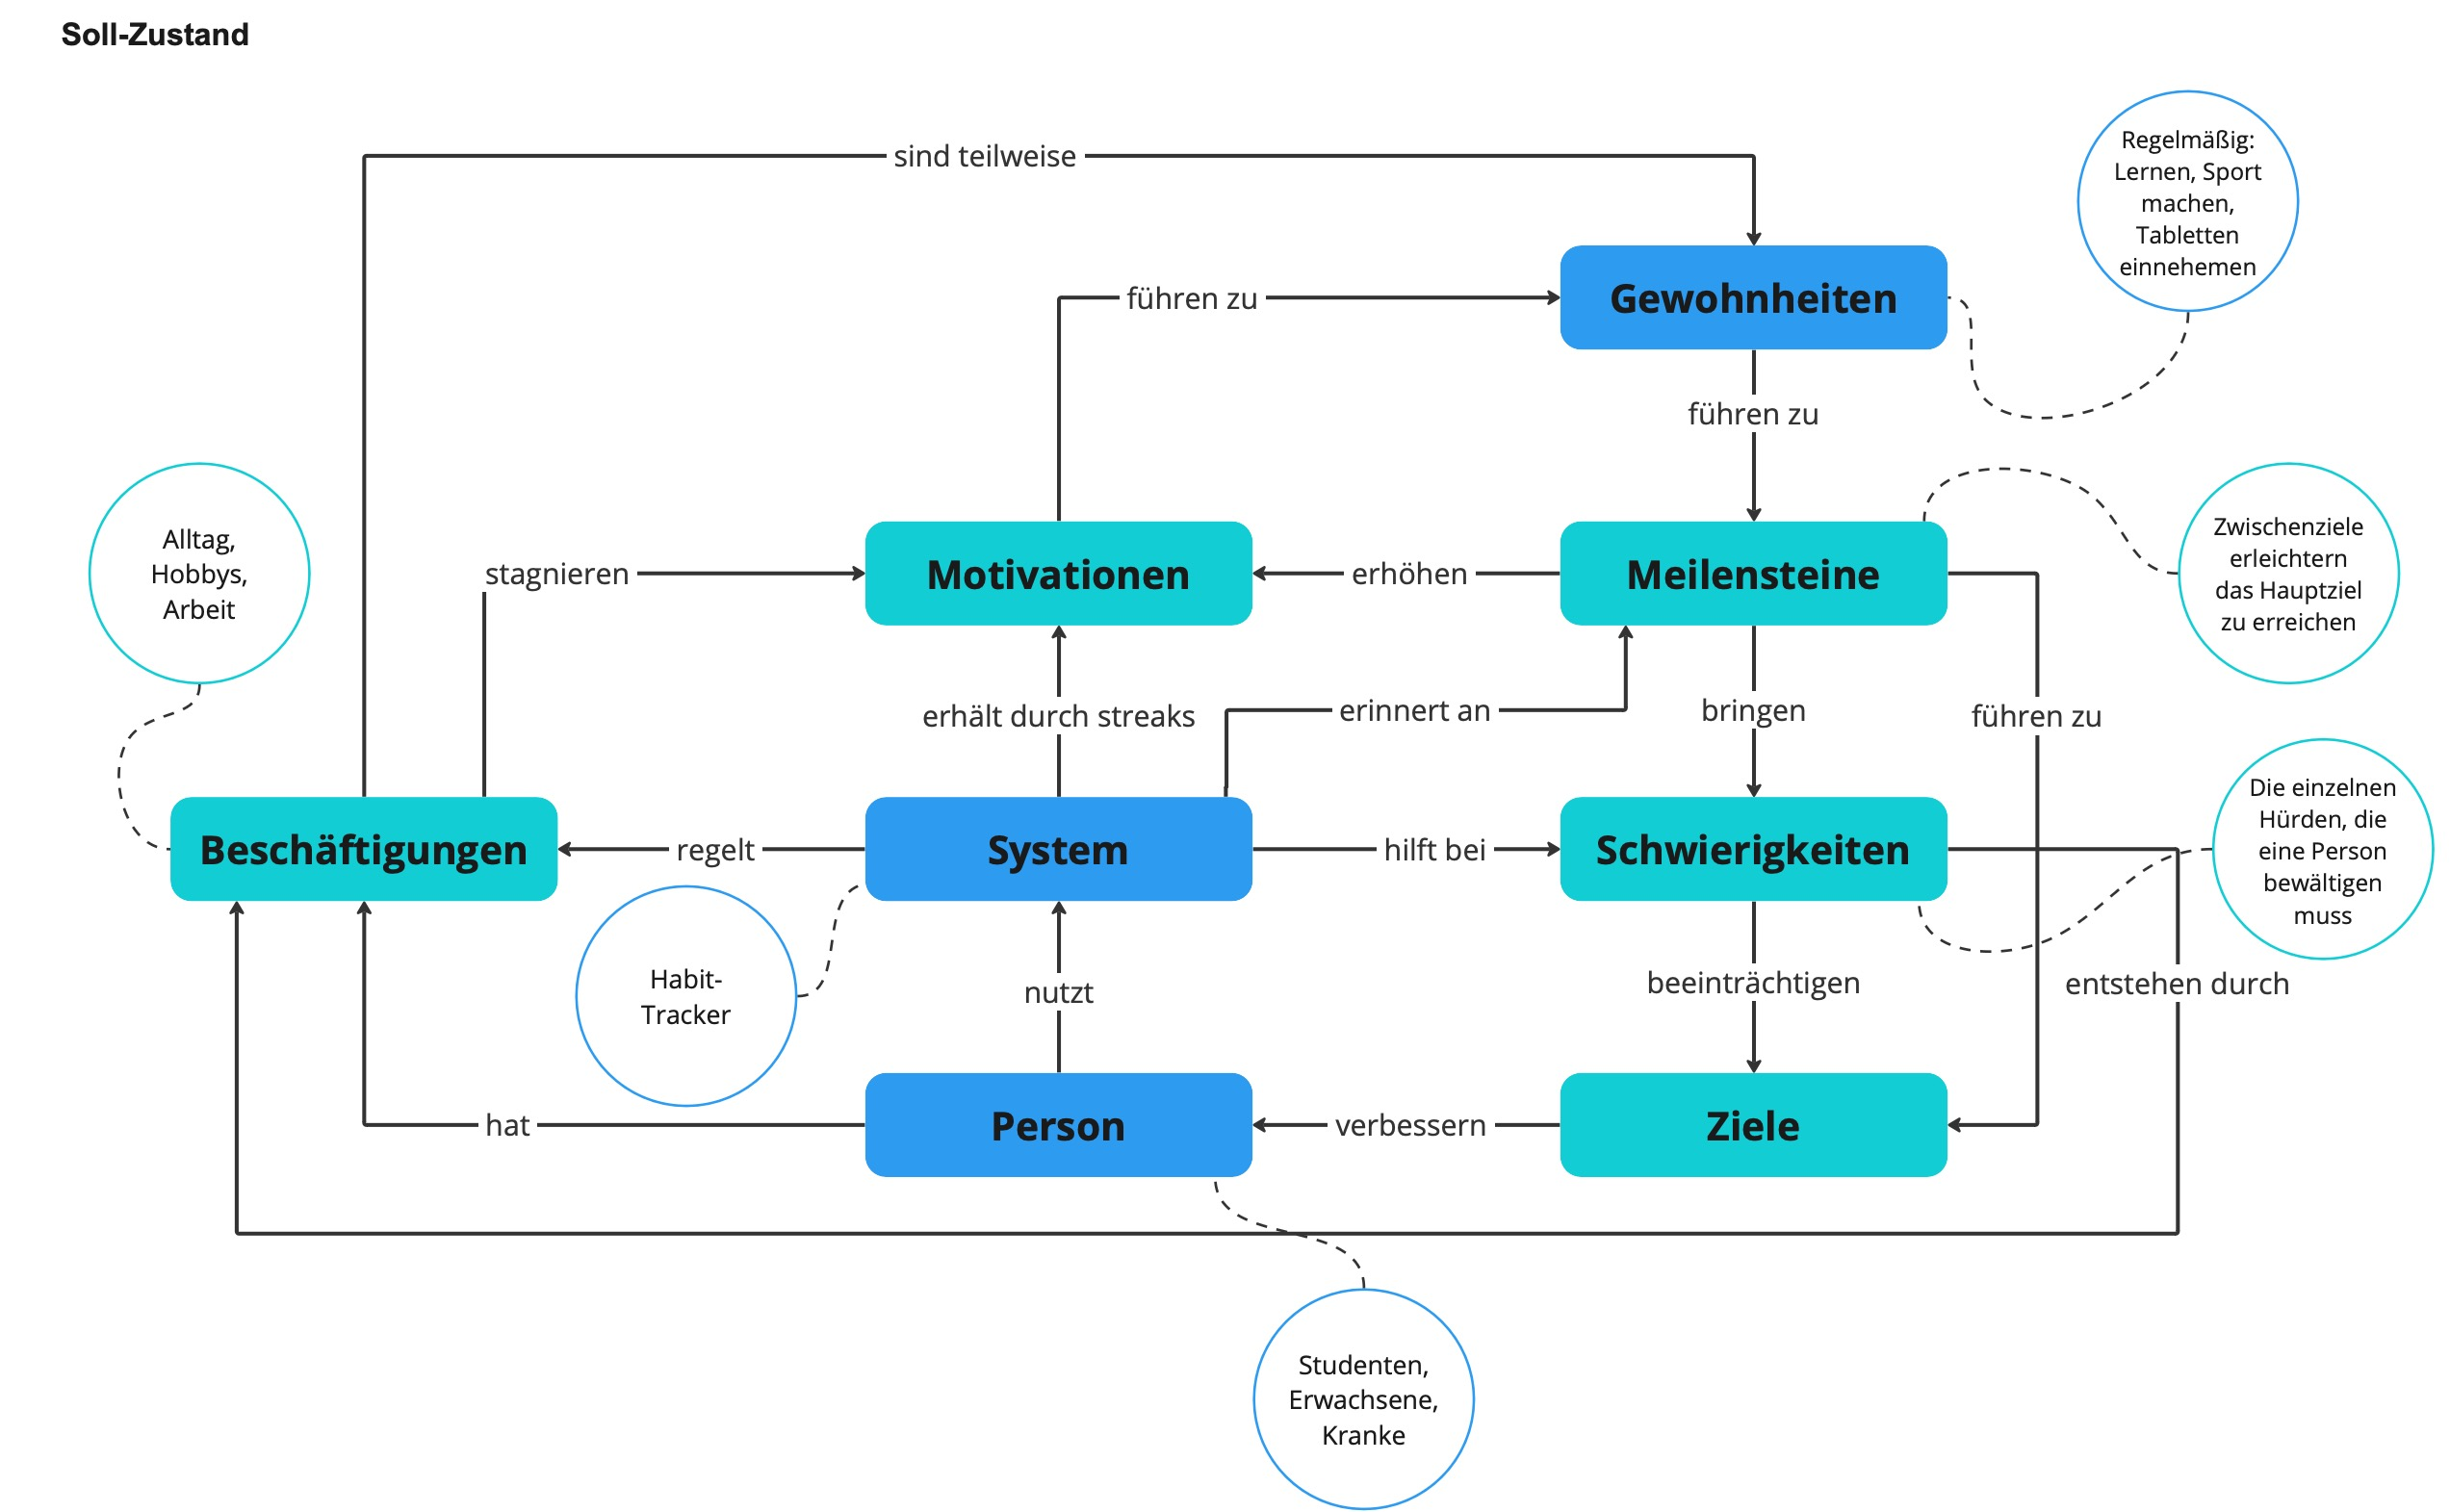 Soll-Zustand
sind teilweise
Regelmäßig:
Lernen, Sport
machen,
Tabletten
einnehemen
führen zu
Gewohnheiten
führen zu
Alltag,
Hobbys,
Arbeit
stagnieren
Motivationen
erhöhen
Meilensteine
Zwischenziele
erleichtern
das Hauptziel
zu erreichen
erhält durch streaks
erinnert an
bringen
führen zu
Beschäftigungen
regelt
System
hilft bei
Schwierigkeiten
Die einzelnen
Hürden, die
eine Person
bewältigen
muss
Habit-
Tracker
nutzt
beeinträchtigen
entstehen durch
hat
Person
verbessern
Ziele
Studenten,
Erwachsene,
Kranke